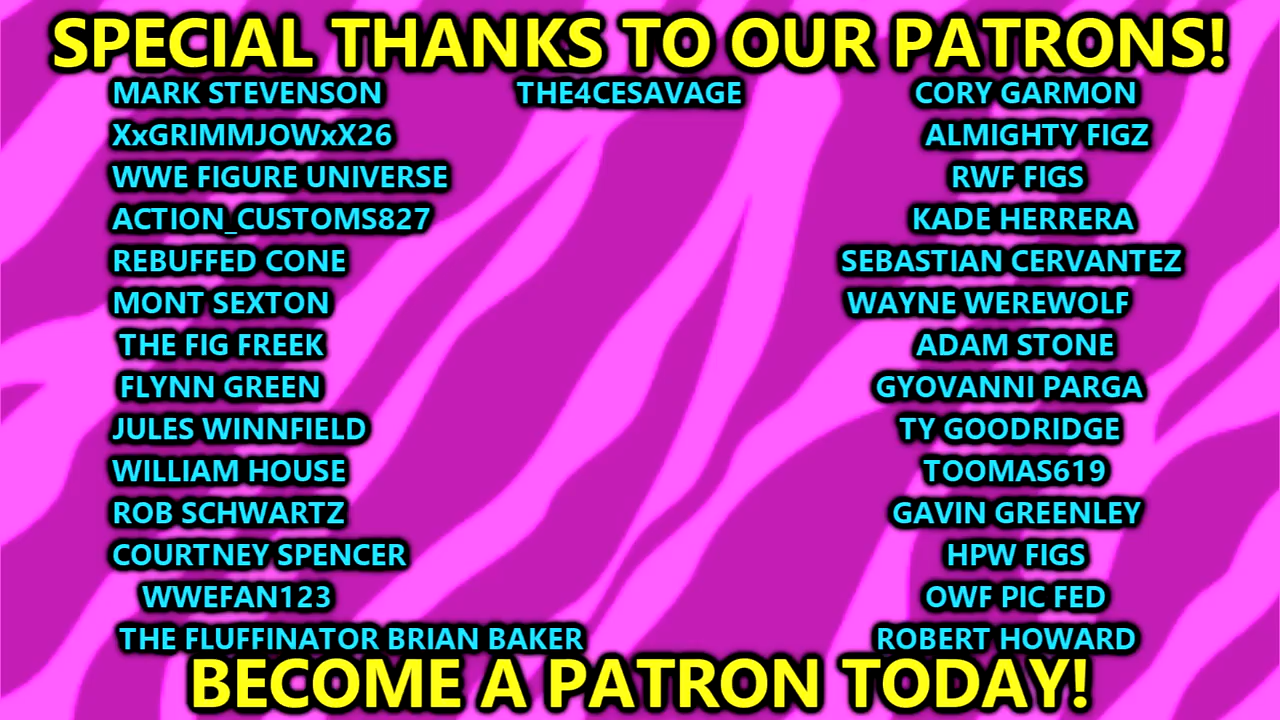 SPECIAL THANKS TO OUR PATRONS!
MARK STEVENSON
XxGRIMMJOWxX26
WWE FIGURE UNIVERSE
ACTION_CUSTOMS827
REBUFFED CONE
MONT SEXTON
THE FIG FREEK
FLYNN GREEN
JULES WINNFIELD
WILLIAM HOUSE
ROB SCHWARTZ
COURTNEY SPENCER
WWEFAN123
THE FLUFFINATOR BRIAN BAKER
THE4CESAVAGE
CORY GARMON
ALMIGHTY FIGZ
RWF FIGS
KADE HERRERA
SEBASTIAN CERVANTEZ
WAYNE WEREWOLF
ADAM STONE
GYOVANNI PARGA
TY GOODRIDGE
TOOMAS619
GAVIN GREENLEY
HPW FIGS
OWF PIC FED
ROBERT HOWARD
BECOME A PATRON TODAY!